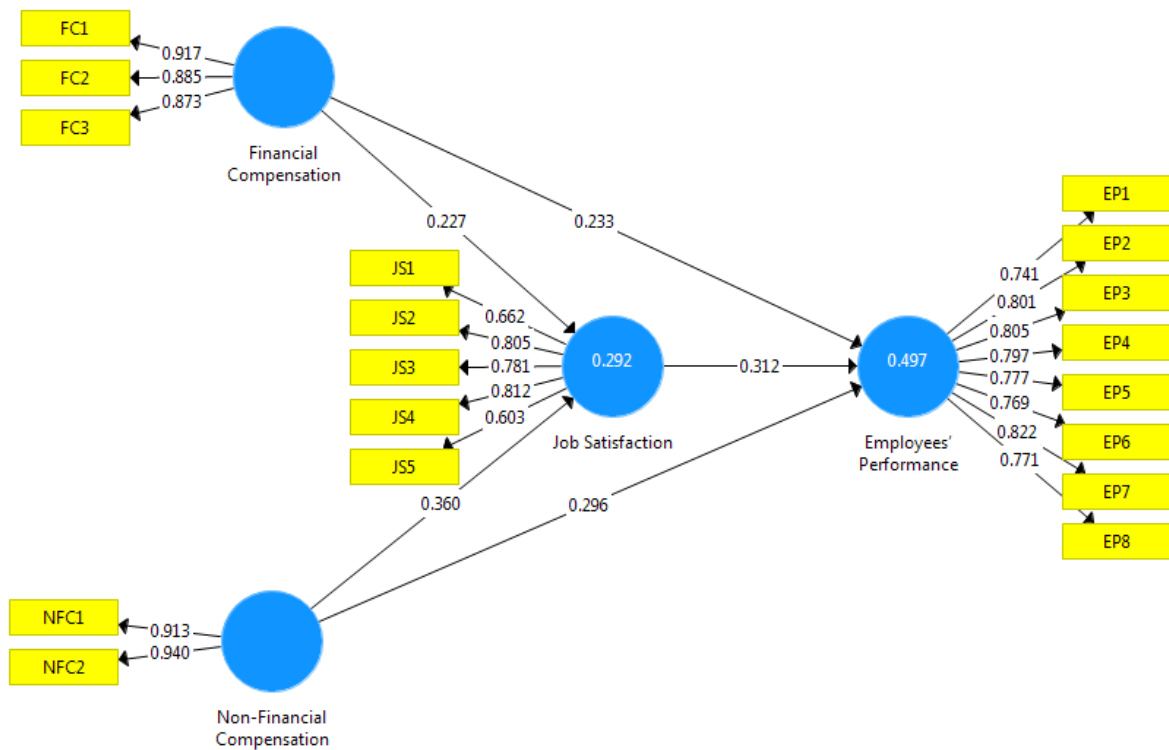 FC1
FC2
FC3
0.917
0.885
0.873
Financial
Compensation
0.227
0.233
JS1
JS2
JS3
JS4
JS5
0.662
0.805
0.781
0.812
0.603
0.292
Job Satisfaction
0.312
0.497
Employees'
Performance
EP1
EP2
EP3
EP4
EP5
EP6
EP7
EP8
0.741
0.801
0.805
0.797
0.777
0.769
0.822
0.771
0.360
0.296
NFC1
NFC2
0.913
0.940
Non-Financial
Compensation